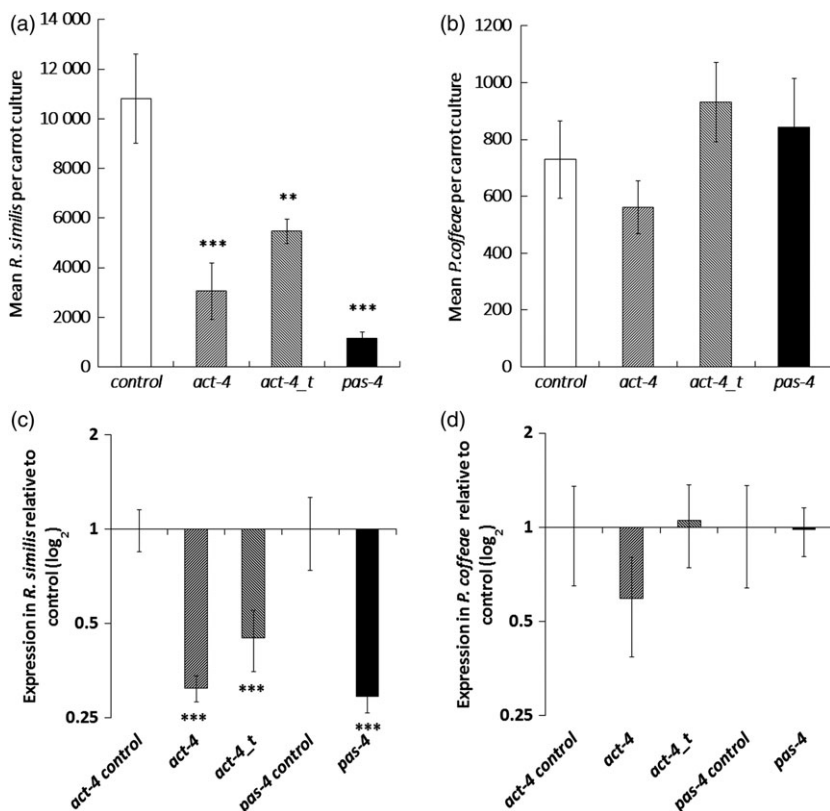 (a)
Mean R. similis per carrot culture
14 000
12 000
10 000
8000
6000
4000
2000
0
***
**
***
control
act-4
act-4_t
pas-4
(b)
Mean P.coffeae per carrot culture
1200
1000
800
600
400
200
0
control
act-4
act-4_t
pas-4
(c)
Expression in R. similis relative to
control (log2)
2
1
0.5
0.25
***
***
***
act-4 control
act-4
act-4_t
pas-4 control
pas-4
(d)
Expression in P. coffeae relative to
control (log2)
2
1
0.5
0.25
act-4 control
act-4
act-4_t
pas-4 control
pas-4